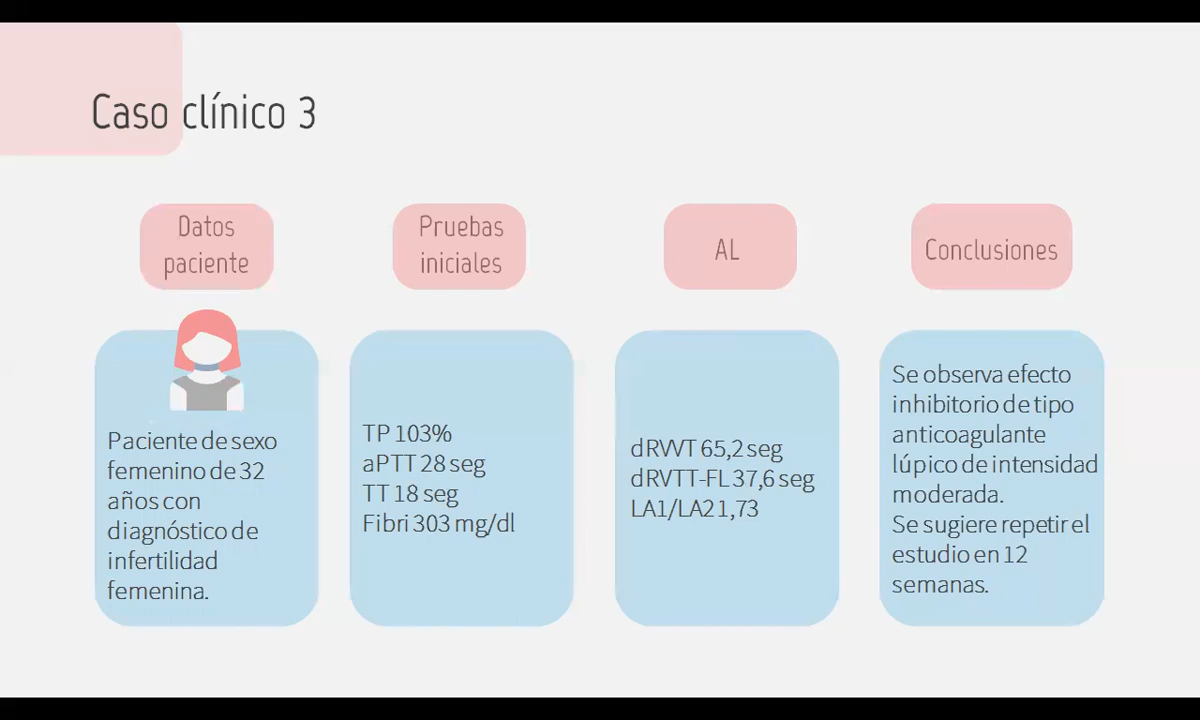 Caso clínico 3
Datos
paciente
Pruebas
iniciales
AL
Conclusiones
Paciente de sexo
femenino de 32
años con
diagnóstico de
infertilidad
femenina.
TP 103%
aPTT 28 seg
TT 18 seg
Fibri 303 mg/dl
dRVVT 65,2 seg
dRVTT-FL 37,6 seg
LA1/LA2 1,73
Se observa efecto
inhibitorio de tipo
anticoagulante
lúpico de intensidad
moderada.
Se sugiere repetir el
estudio en 12
semanas.